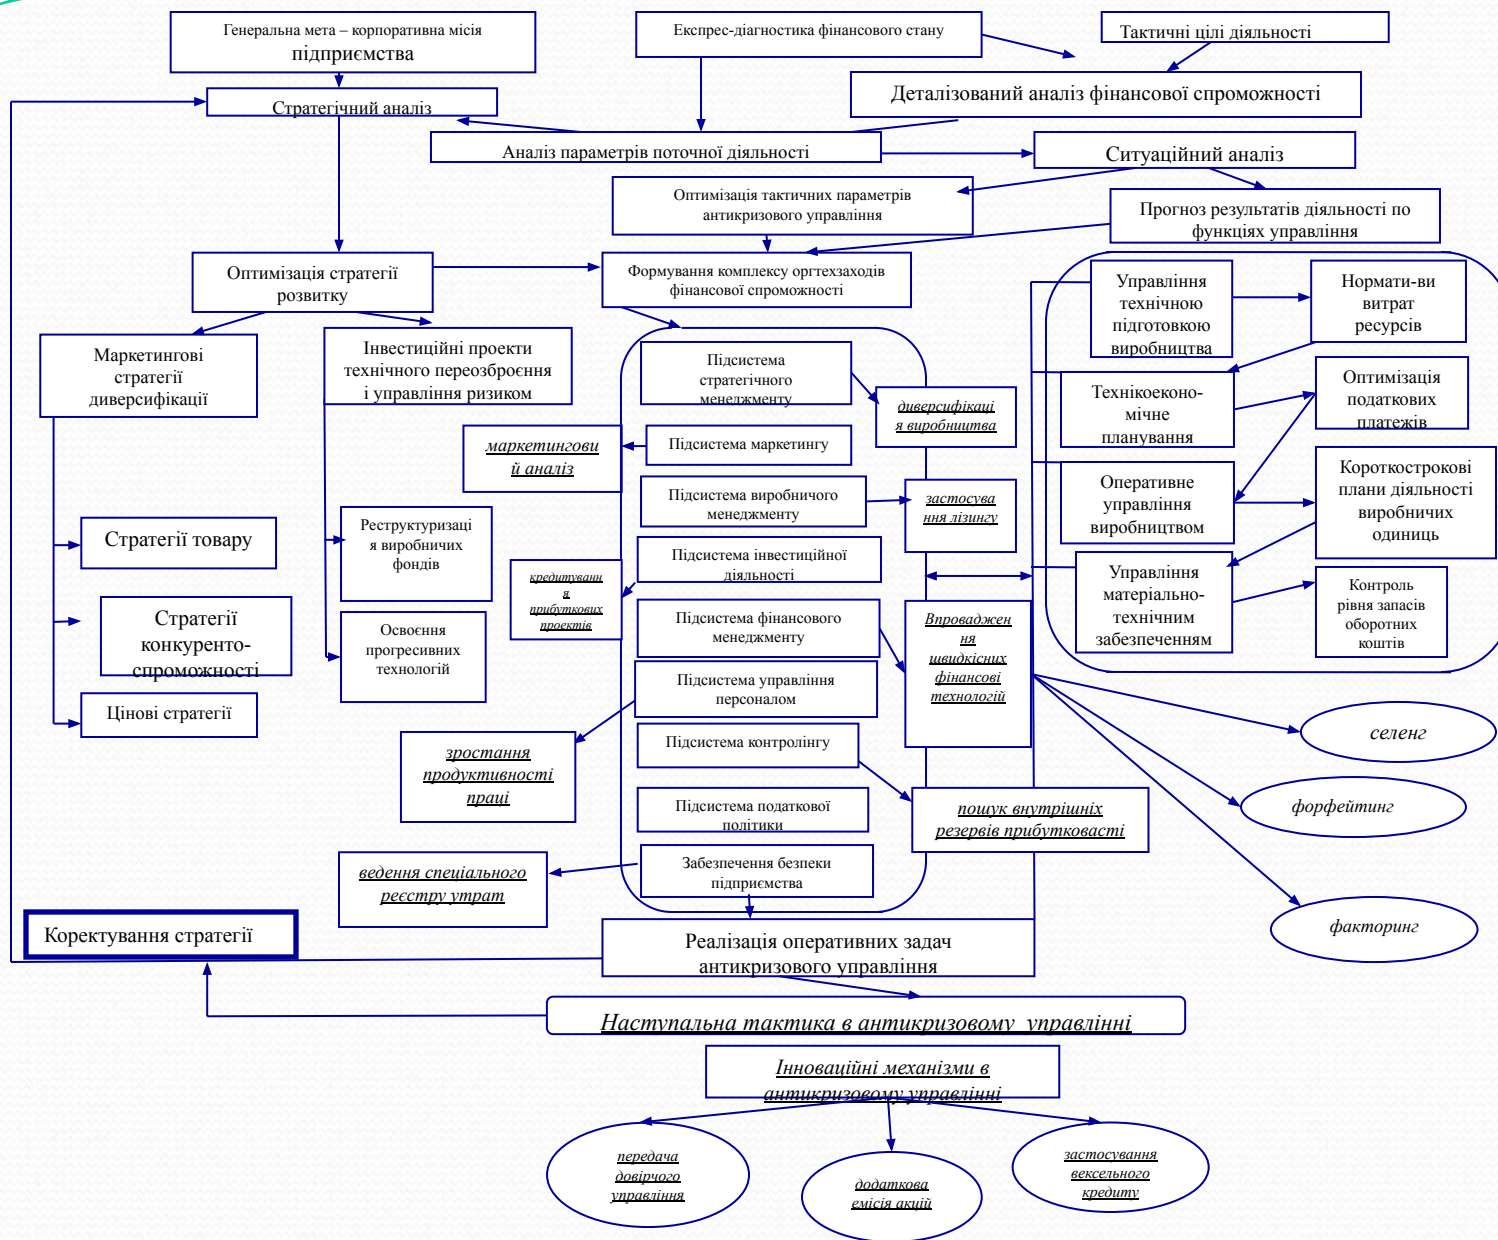 Генеральна мета – корпоративна місія
підприємства
Експрес-діагностика фінансового стану
Тактичні цілі діяльності
Стратегічний аналіз
Деталізований аналіз фінансової спроможності
Аналіз параметрів поточної діяльності
Ситуаційний аналіз
Оптимізація тактичних параметрів
антикризового управління
Прогноз результатів діяльності по
функціях управління
Оптимізація стратегії
розвитку
Формування комплексу оргтехзаходів
фінансової спроможності
Маркетингові
стратегії
диверсифікації
Інвестиційні проекти
технічного переозброєння
і управління ризиком
Стратегії товару
Стратегії
конкуренто-
спроможності
Цінові стратегії
Реструктуризаці
я виробничих
фондів
Освоєння
прогресивних
технологій
Підсистема
стратегічного
менеджменту
диверсифікаці
я виробництва
Підсистема маркетингу
маркетингови
й аналіз
Підсистема виробничого
менеджменту
застосува
ння лізингу
Підсистема інвестиційної
діяльності
кредитуванн
я
прибуткових
проектів
Підсистема фінансового
менеджменту
Впроваджен
ня
швидкісних
фінансові
технологій
Підсистема управління
персоналом
зростання
продуктивності
праці
Підсистема контролінгу
пошук внутрішніх
резервів прибутковасті
Підсистема податкової
політики
Забезпечення безпеки
підприємства
ведення спеціального
реєстру утрат
Управління
технічною
підготовкою
виробництва
Нормати-ви
витрат
ресурсів
Технікоеконо-
мічне
планування
Оптимізація
податкових
платежів
Оперативне
управління
виробництвом
Короткострокові
плани діяльності
виробничих
одиниць
Управління
матеріально-
технічним
забезпеченням
Контроль
рівня запасів
оборотних
коштів
селенг
форфейтинг
факторинг
Коректування стратегії
Реалізація оперативних задач
антикризового управління
Наступальна тактика в антикризовому управлінні
Інноваційні механізми в
антикризовому управлінні
передача
довірчого
управління
додаткова
емісія акцій
застосування
вексельного
кредиту